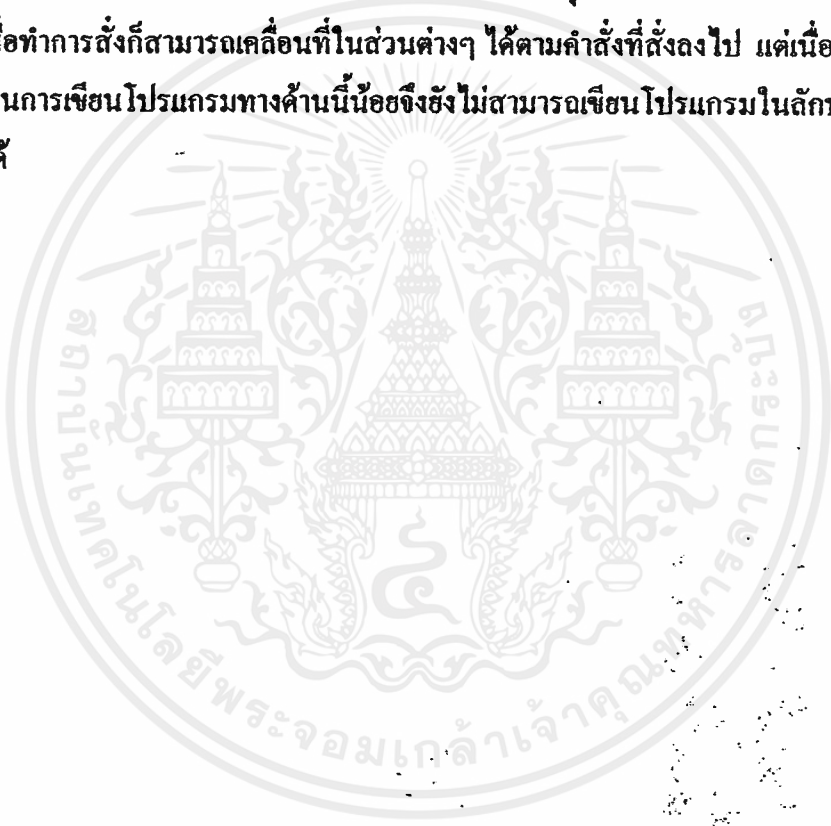 ื่อทำการสั่งก็สามารถเคลื่อนที่ในส่วนต่างๆ ได้ตามคำสั่งที่สั่งลงไป แต่เนื่อ
นการเขียนโปรแกรมทางด้านนี้น้อยจึงยังไม่สามารถเขียนโปรแกรมในลัก
ด้
สถาบันเทคโนโลยีพระจอมเกล้าเจ้าคุณทหารลาดกระบัง